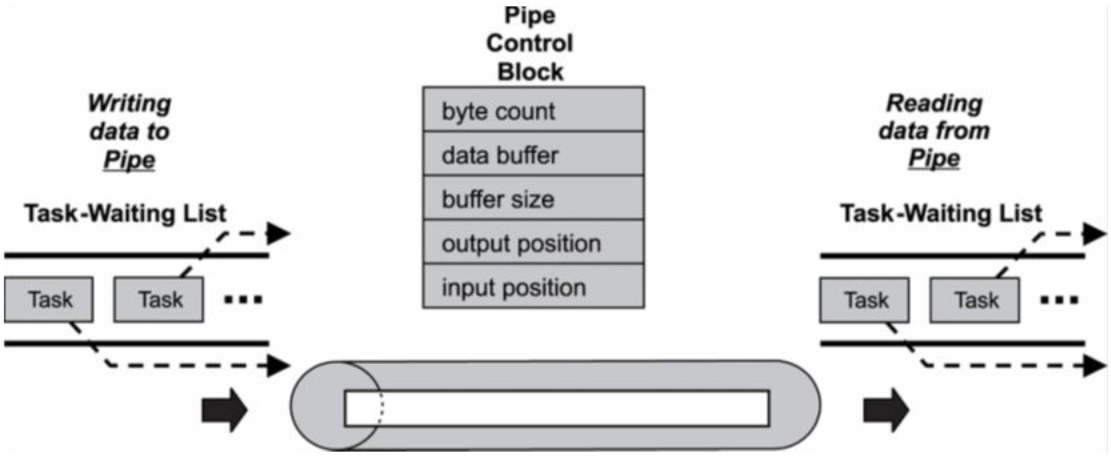 Pipe
Control
Block
byte count
data buffer
buffer size
output position
input position
Writing
data to
Pipe
Task-Waiting List
Task
Task
Reading
data from
Pipe
Task-Waiting List
Task
Task